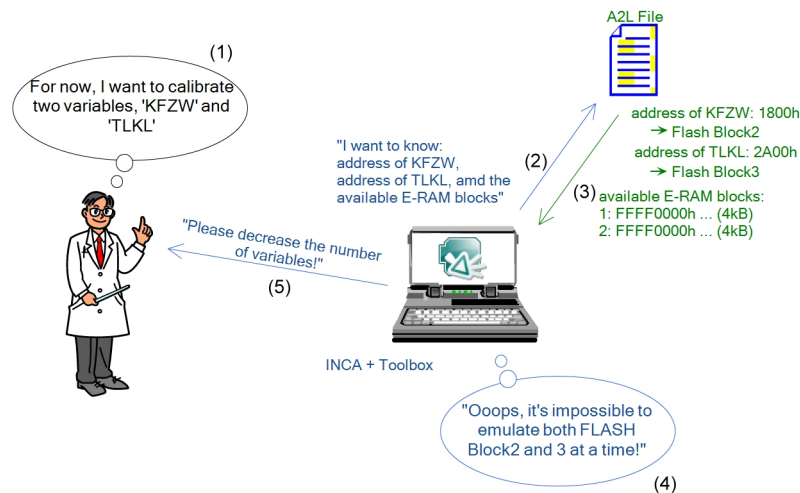 (1)
For now, I want to calibrate
two variables, 'KFZW' and
'TLKL'
A2L File
"I want to know:
address of KFZW,
address of TLKL, amd the
available E-RAM blocks"
(2)
address of KFZW: 1800h
→ Flash Block2
address of TLKL: 2A00h
→ Flash Block3
(3)
available E-RAM blocks:
1: FFFF0000h ... (4kB)
2: FFFF0000h ... (4kB)
"Please decrease the number
of variables!"
(5)
INCA + Toolbox
"Ooops, it's impossible to
emulate both FLASH
Block2 and 3 at a time!"
(4)